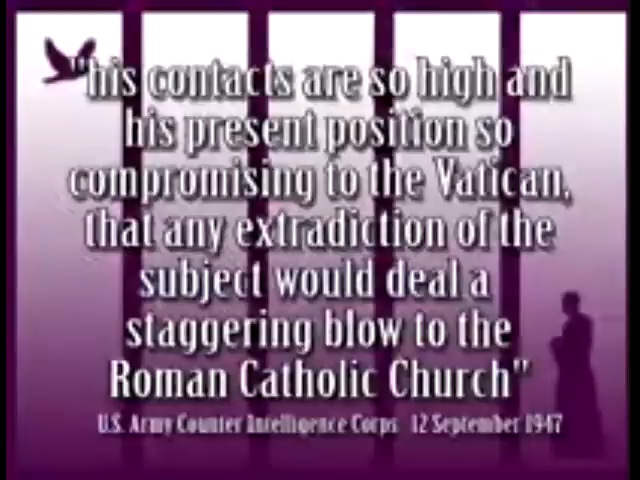 "his contacts are so high and
his present position so
compromising to the Vatican,
that any extradiction of the
subject would deal a
staggering blow to the
Roman Catholic Church"
U.S. Army Counter Intelligence Corps 12 September 1947